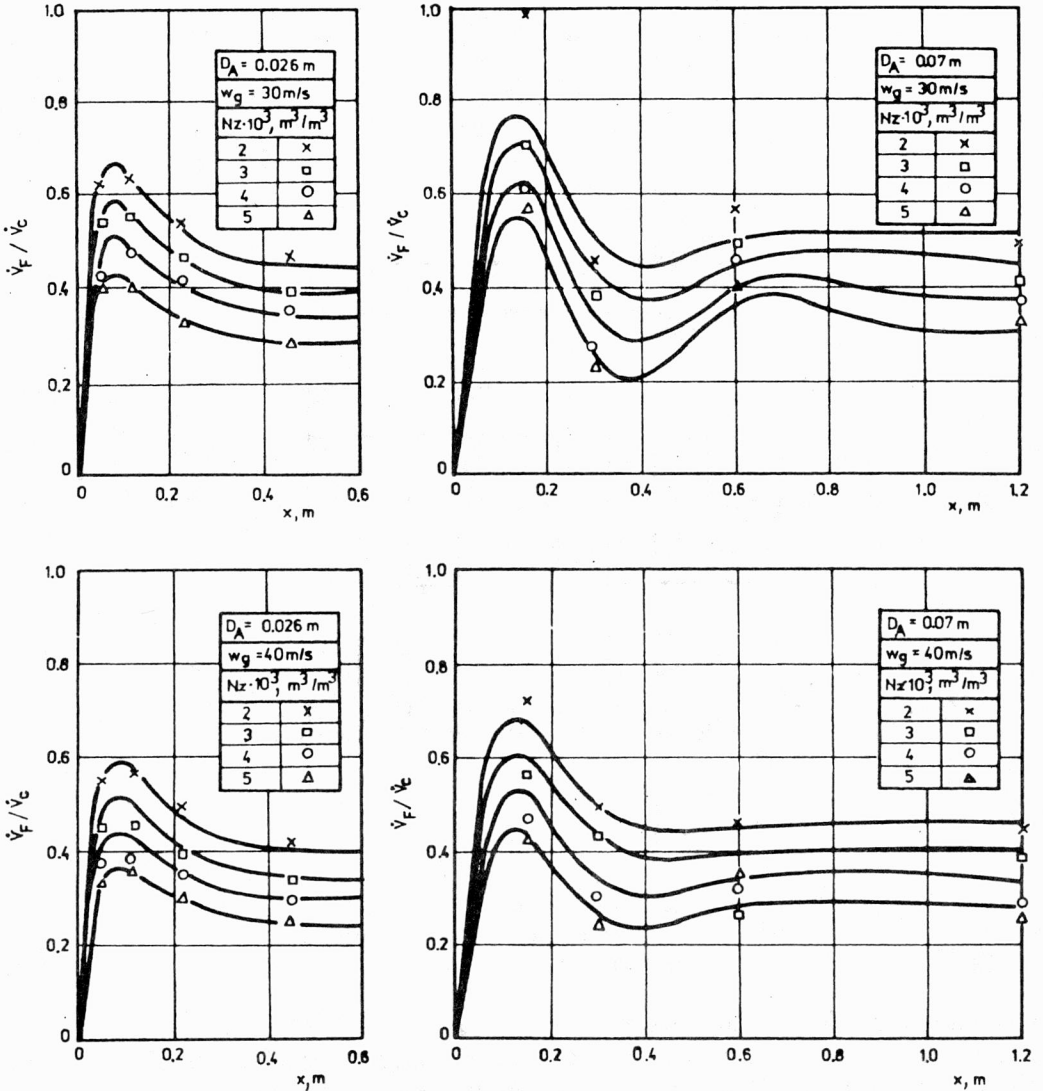 1.0
0.8
0.6
0.4
0.2
0
V̇F / V̇C
0 0.2 0.4 0.6
x, m
DA = 0.026 m
wg = 30 m/s
Nz·10³, m³/m³
2 ×
3 □
4 ○
5 △
1.0
0.8
0.6
0.4
0.2
0
V̇F / V̇C
0 0.2 0.4 0.6 0.8 1.0 1.2
x, m
DA = 0.07 m
wg = 30 m/s
Nz·10³, m³/m³
2 ×
3 □
4 ○
5 △
1.0
0.8
0.6
0.4
0.2
0
V̇F / V̇C
0 0.2 0.4 0.6
x, m
DA = 0.026 m
wg = 40 m/s
Nz·10³, m³/m³
2 ×
3 □
4 ○
5 △
1.0
0.8
0.6
0.4
0.2
0
V̇F / V̇C
0 0.2 0.4 0.6 0.8 1.0 1.2
x, m
DA = 0.07 m
wg = 40 m/s
Nz10³, m³/m³
2 ×
3 □
4 ○
5 △